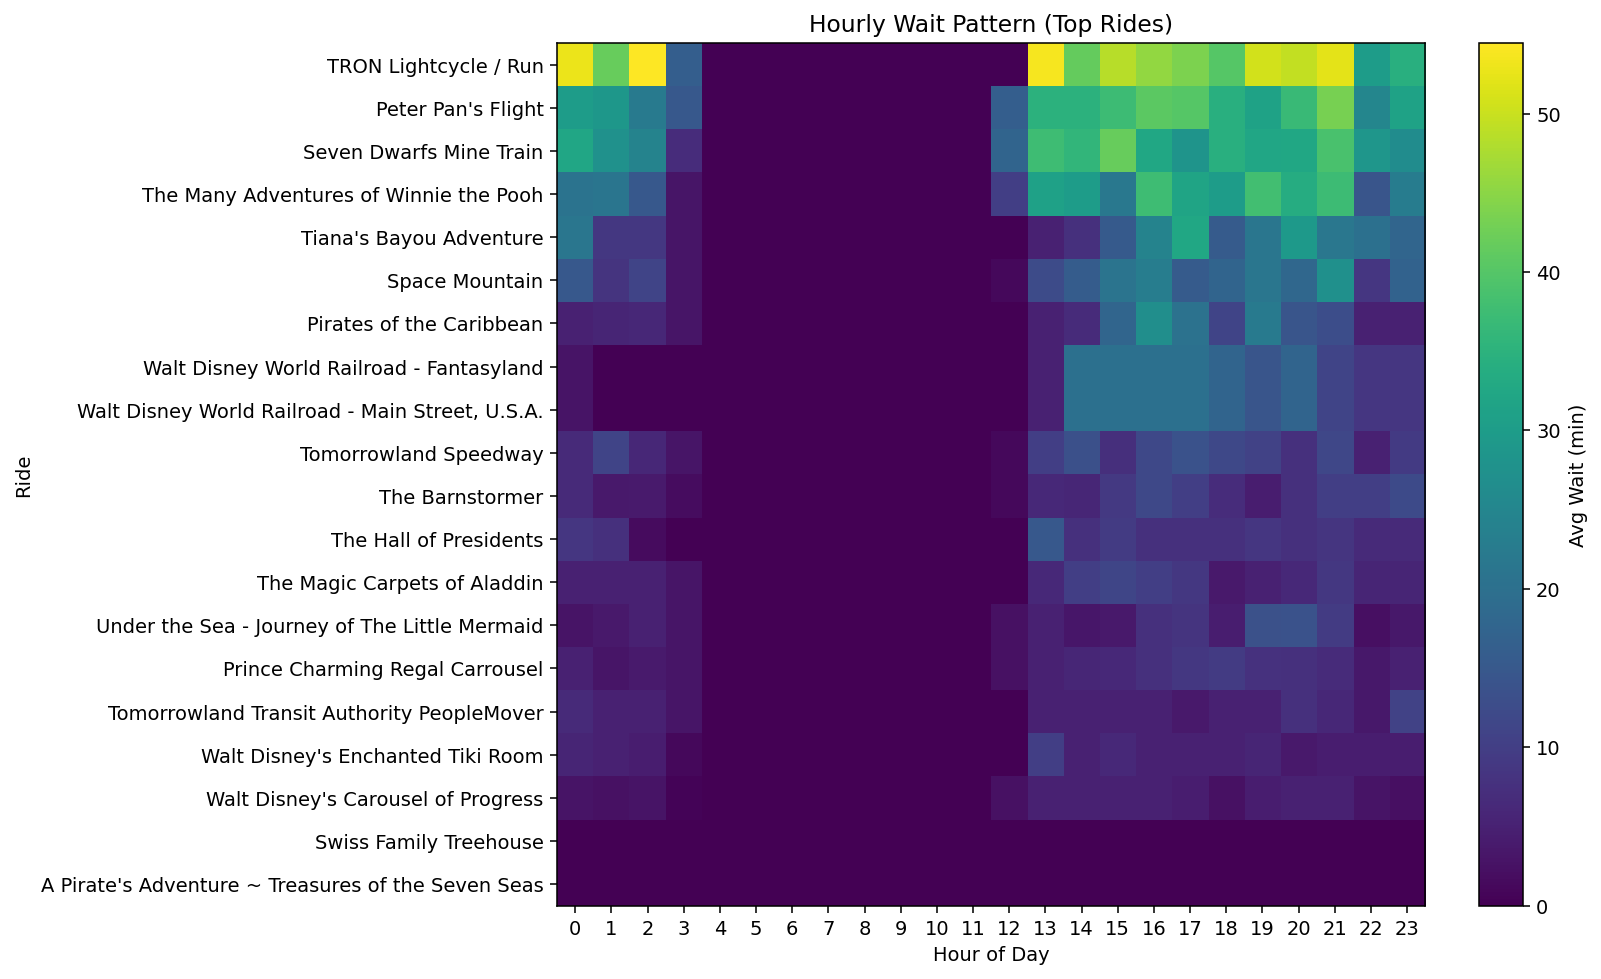 Hourly Wait Pattern (Top Rides)
Ride
TRON Lightcycle / Run
Peter Pan's Flight
Seven Dwarfs Mine Train
The Many Adventures of Winnie the Pooh
Tiana's Bayou Adventure
Space Mountain
Pirates of the Caribbean
Walt Disney World Railroad - Fantasyland
Walt Disney World Railroad - Main Street, U.S.A.
Tomorrowland Speedway
The Barnstormer
The Hall of Presidents
The Magic Carpets of Aladdin
Under the Sea - Journey of The Little Mermaid
Prince Charming Regal Carrousel
Tomorrowland Transit Authority PeopleMover
Walt Disney's Enchanted Tiki Room
Walt Disney's Carousel of Progress
Swiss Family Treehouse
A Pirate's Adventure ~ Treasures of the Seven Seas
0 1 2 3 4 5 6 7 8 9 10 11 12 13 14 15 16 17 18 19 20 21 22 23
Hour of Day
50
40
30
20
10
0
Avg Wait (min)